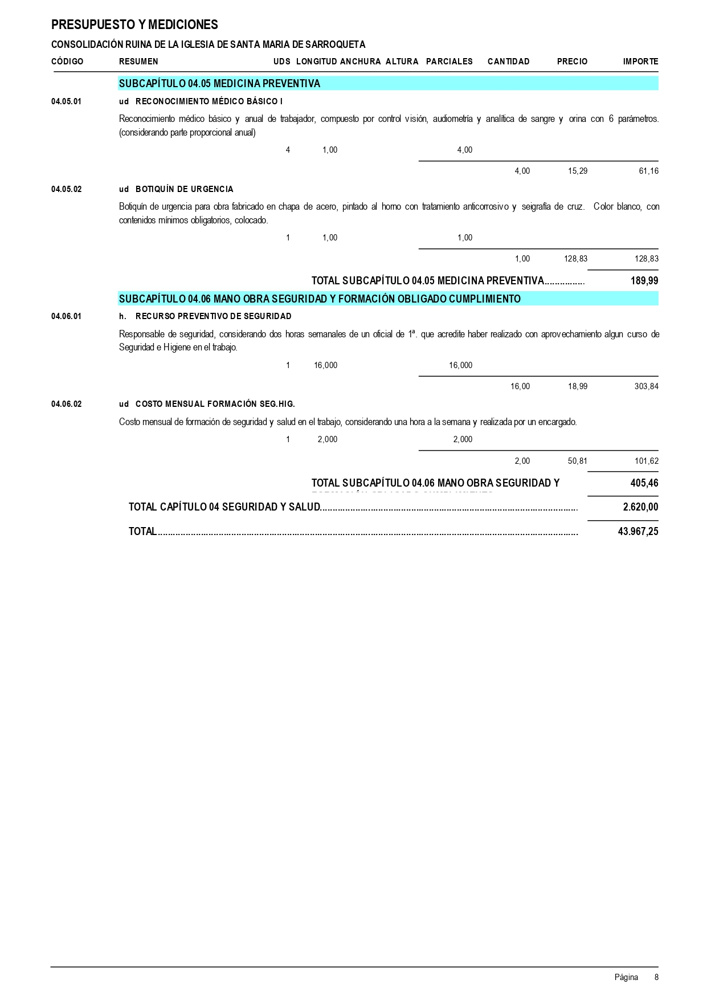 PRESUPUESTO Y MEDICIONES
CONSOLIDACIÓN RUINA DE LA IGLESIA DE SANTA MARIA DE SARROQUETA
CÓDIGO RESUMEN UDS LONGITUD ANCHURA ALTURA PARCIALES CANTIDAD PRECIO IMPORTE
SUBCAPÍTULO 04.05 MEDICINA PREVENTIVA
04.05.01 ud RECONOCIMIENTO MÉDICO BÁSICO I
Reconocimiento médico básico y anual de trabajador, compuesto por control visión, audiometría y analítica de sangre y orina con 6 parámetros.
(considerando parte proporcional anual)
4 1,00 4,00
4,00 15,29 61,16
04.05.02 ud BOTIQUÍN DE URGENCIA
Botiquín de urgencia para obra fabricado en chapa de acero, pintado al horno con tratamiento anticorrosivo y seigrafía de cruz. Color blanco, con
contenidos mínimos obligatorios, colocado.
1 1,00 1,00
1,00 128,83 128,83
TOTAL SUBCAPÍTULO 04.05 MEDICINA PREVENTIVA................ 189,99
SUBCAPÍTULO 04.06 MANO OBRA SEGURIDAD Y FORMACIÓN OBLIGADO CUMPLIMIENTO
04.06.01 h. RECURSO PREVENTIVO DE SEGURIDAD
Responsable de seguridad, considerando dos horas semanales de un oficial de 1ª. que acredite haber realizado con aprovechamiento algun curso de
Seguridad e Higiene en el trabajo.
1 16,000 16,000
16,00 18,99 303,84
04.06.02 ud COSTO MENSUAL FORMACIÓN SEG.HIG.
Costo mensual de formación de seguridad y salud en el trabajo, considerando una hora a la semana y realizada por un encargado.
1 2,000 2,000
2,00 50,81 101,62
TOTAL SUBCAPÍTULO 04.06 MANO OBRA SEGURIDAD Y 405,46
TOTAL CAPÍTULO 04 SEGURIDAD Y SALUD..................................................................................................... 2.620,00
TOTAL..................................................................................................................................................................... 43.967,25
Página 8